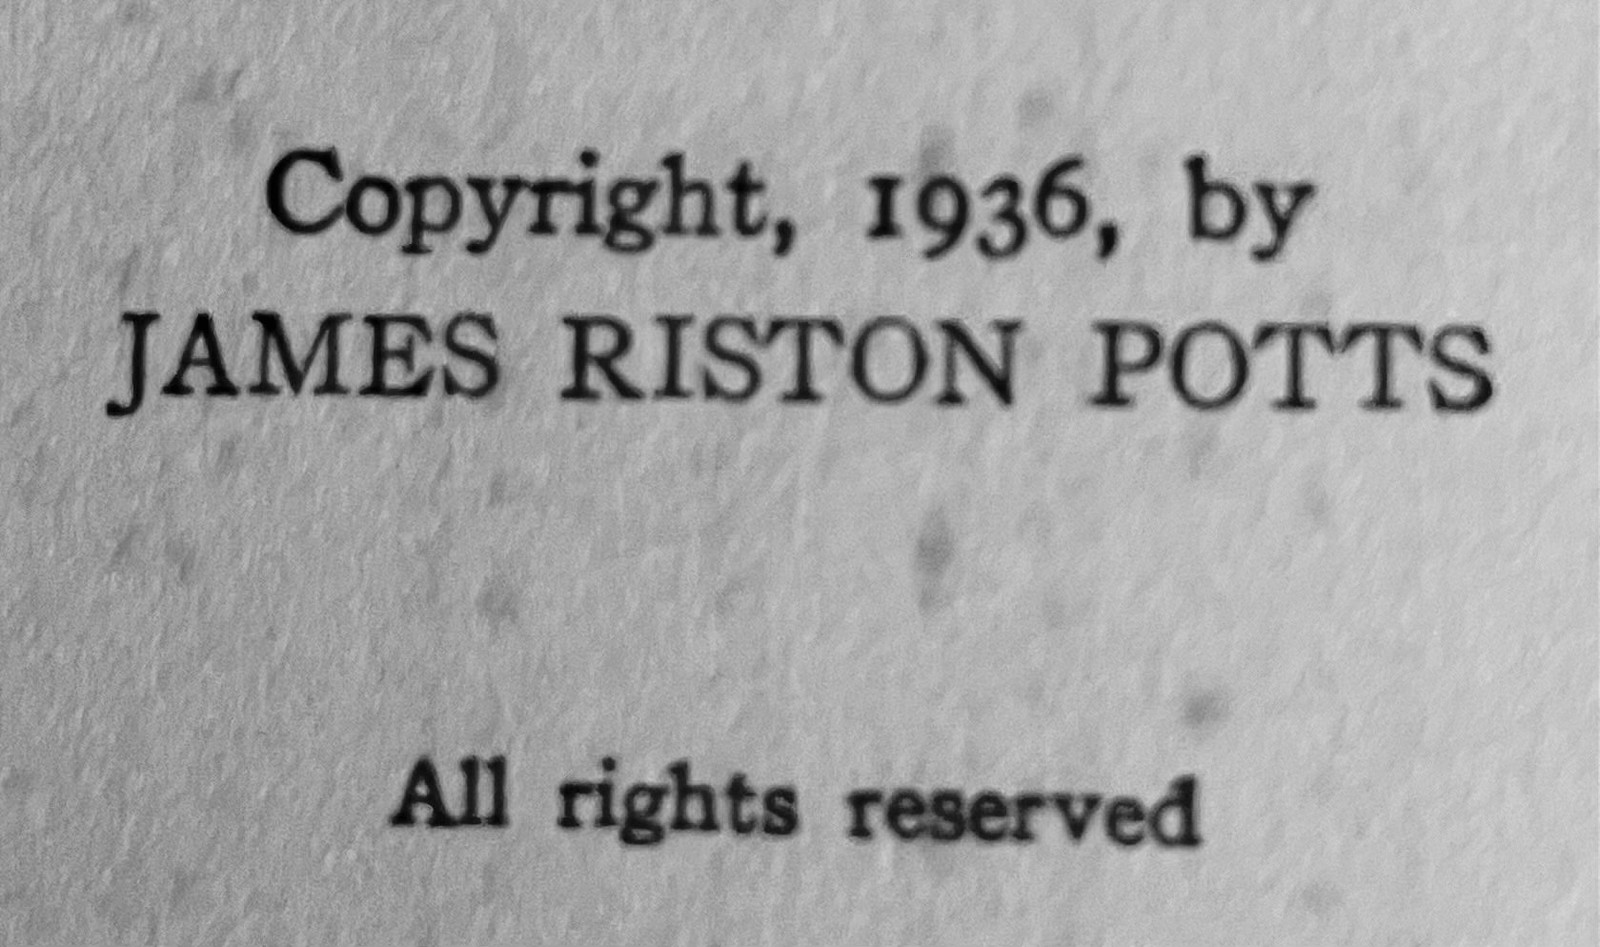 Copyright, 1936, by
JAMES RISTON POTTS
All rights reserved